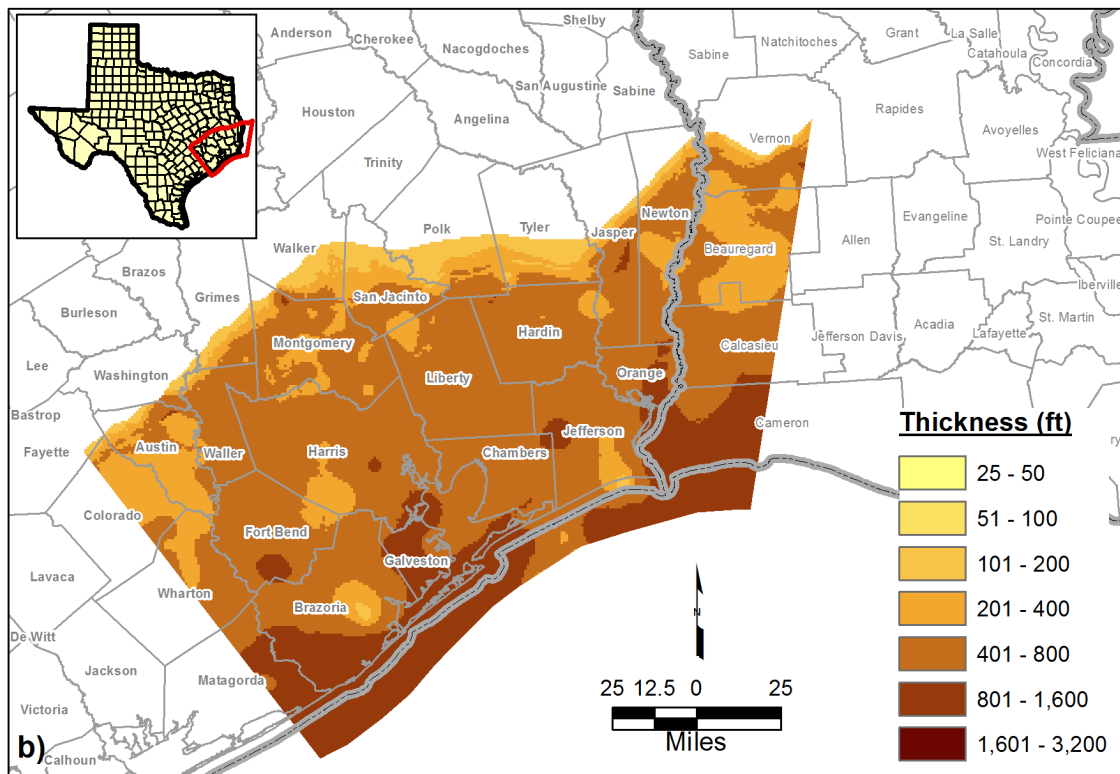 Shelby
Anderson
Cherokee
Nacogdoches
Sabine
Natchitoches
Grant
La Salle
Catahoula
Concordia
San Augustine
Sabine
Houston
Angelina
Rapides
Avoyelles
Trinity
Vernon
West Feliciana
Polk
Tyler
Jasper
Newton
Walker
Beauregard
Allen
Evangeline
St. Landry
Pointe Coupee
Brazos
Grimes
San Jacinto
Iberville
Burleson
Hardin
Montgomery
Jefferson Davis
Acadia
Lafayette
St. Martin
Calcasieu
Lee
Washington
Liberty
Orange
Bastrop
Fayette
Austin
Waller
Harris
Chambers
Jefferson
Cameron
ry
Thickness (ft)
25 - 50
51 - 100
101 - 200
201 - 400
401 - 800
801 - 1,600
1,601 - 3,200
Colorado
Fort Bend
Galveston
Lavaca
Wharton
Brazoria
N
De Witt
Jackson
Matagorda
Victoria
Calhoun
25 12.5 0 25
Miles
b)